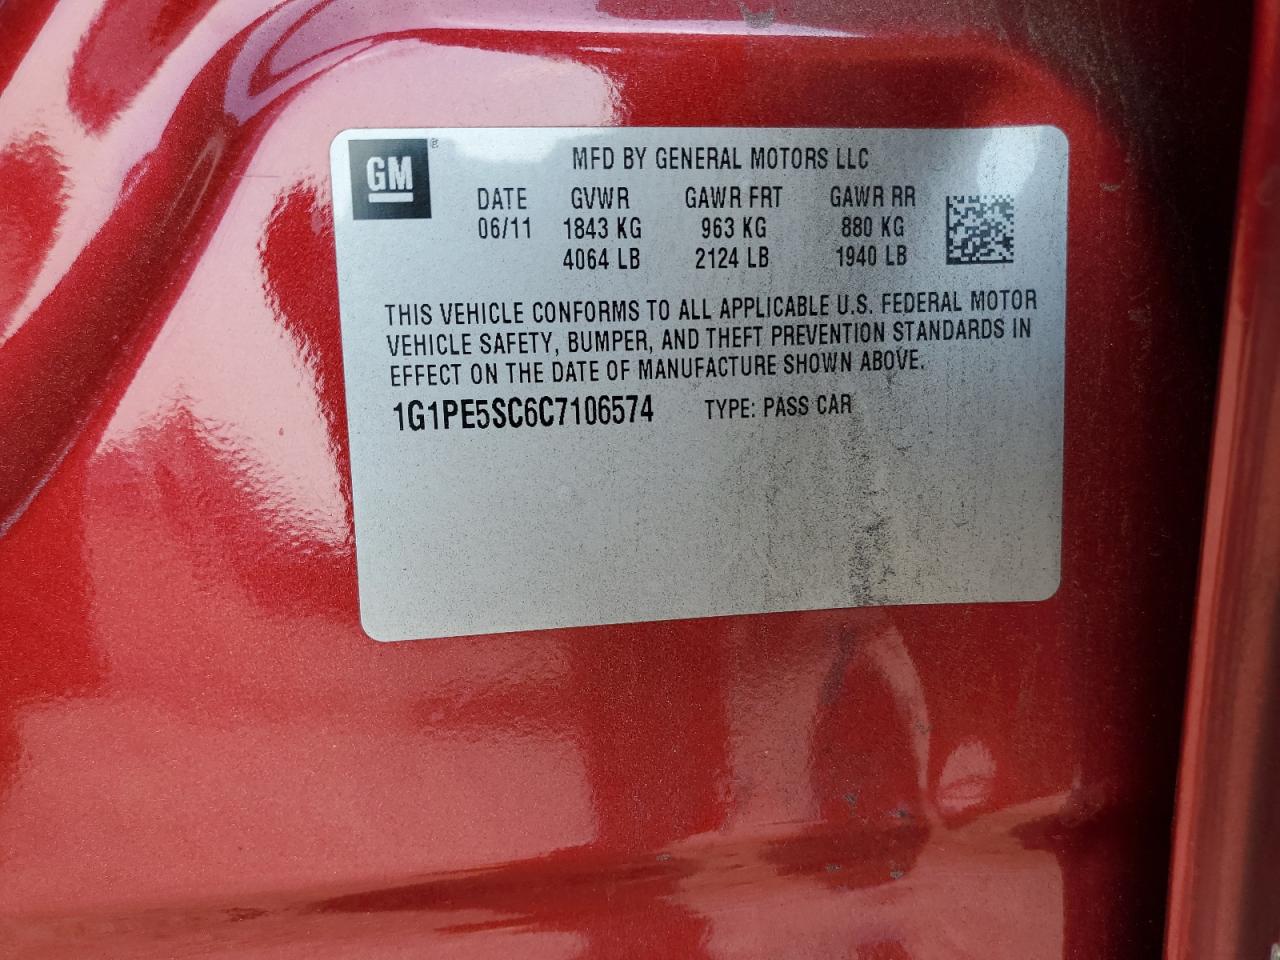 GM ®
MFD BY GENERAL MOTORS LLC
DATE GVWR GAWR FRT GAWR RR
06/11 1843 KG 963 KG 880 KG
4064 LB 2124 LB 1940 LB
THIS VEHICLE CONFORMS TO ALL APPLICABLE U.S. FEDERAL MOTOR
VEHICLE SAFETY, BUMPER, AND THEFT PREVENTION STANDARDS IN
EFFECT ON THE DATE OF MANUFACTURE SHOWN ABOVE.
1G1PE5SC6C7106574 TYPE: PASS CAR